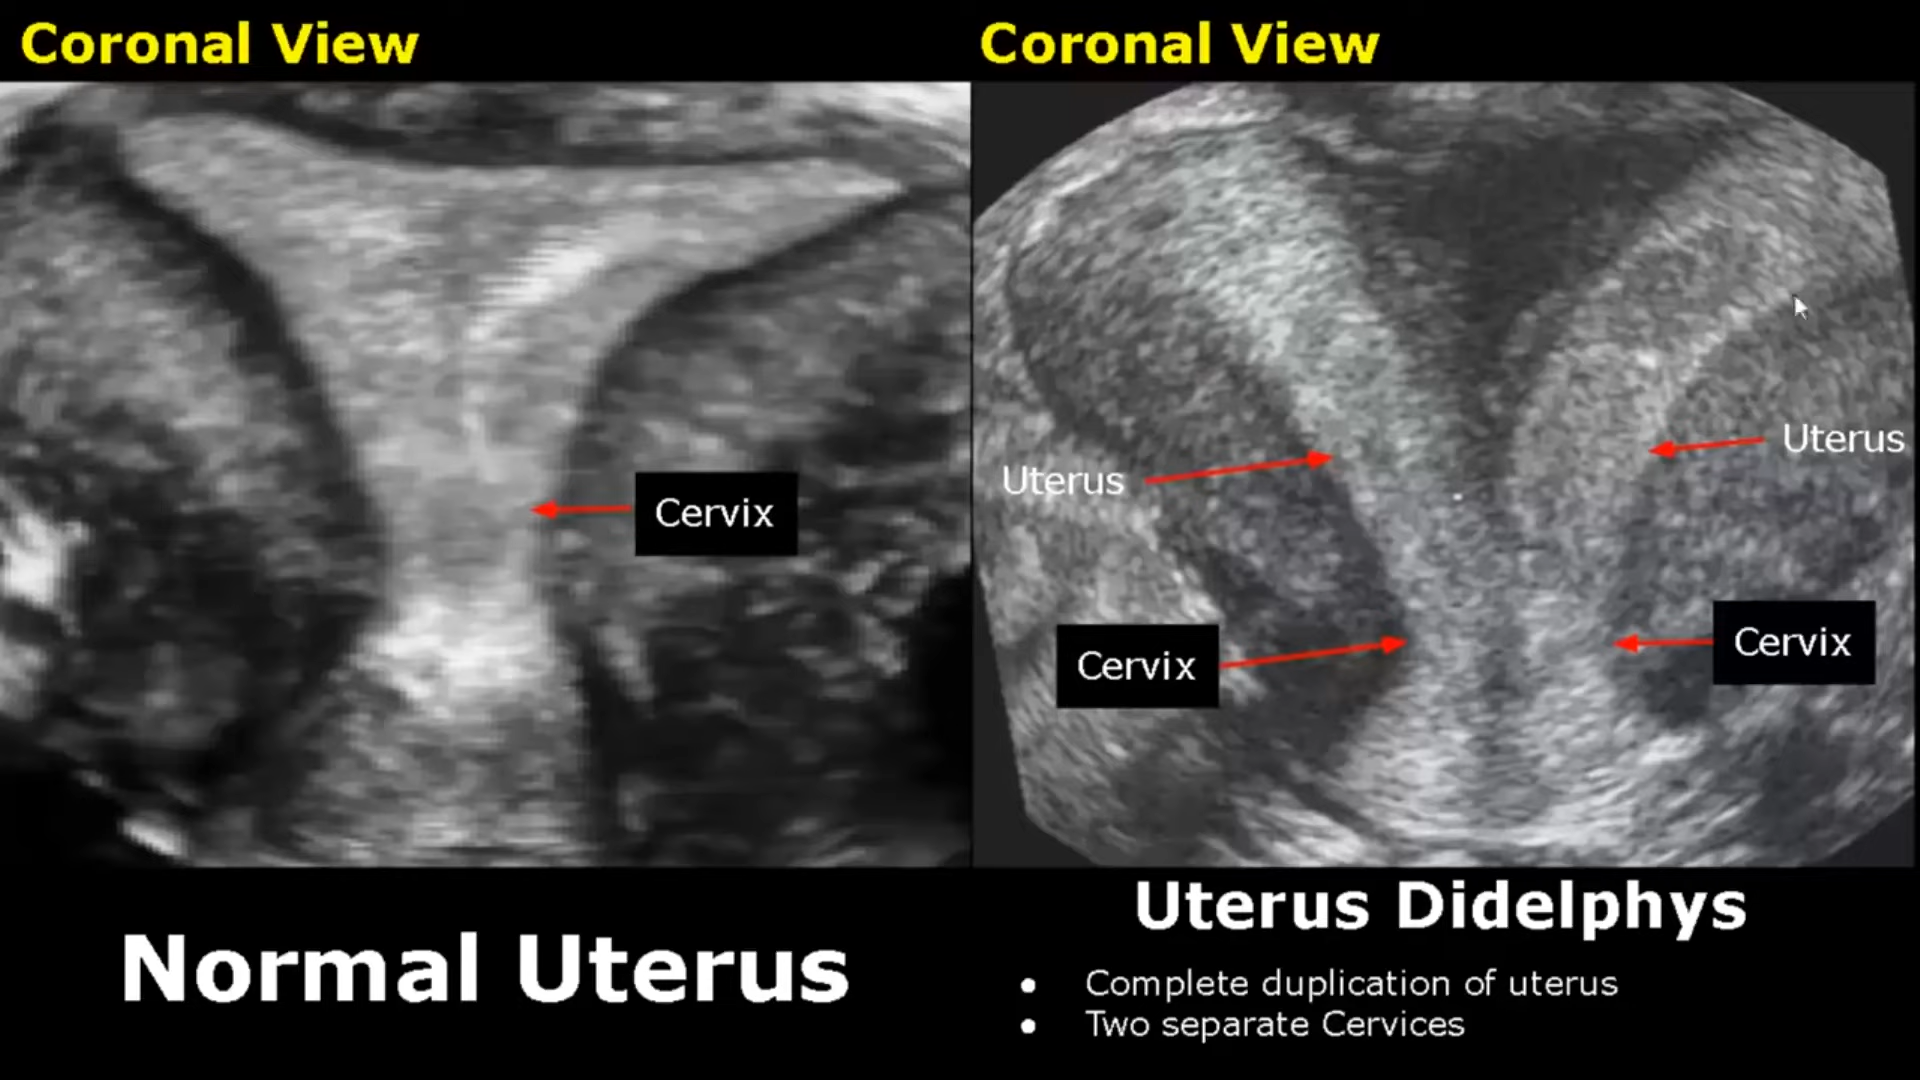 Coronal View
Cervix
Normal Uterus
Coronal View
Uterus
Uterus
Cervix
Cervix
Uterus Didelphys
• Complete duplication of uterus
• Two separate Cervices